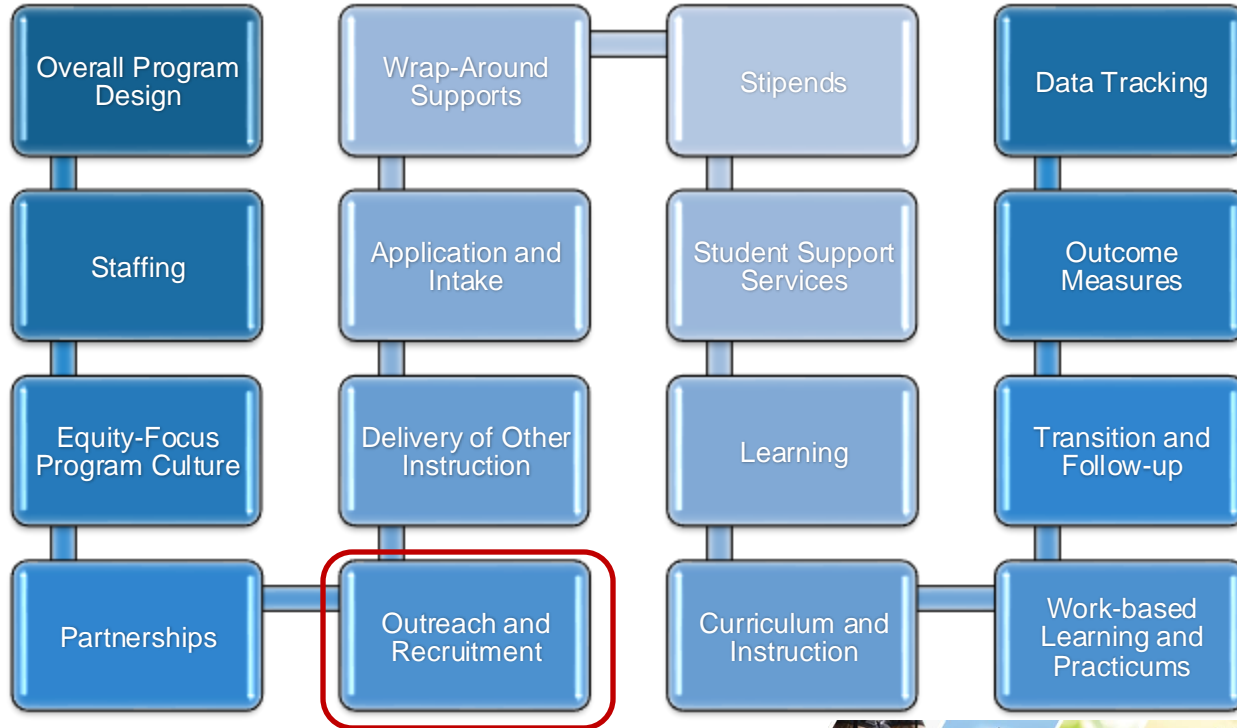 Overall Program
Design
Staffing
Equity-Focus
Program Culture
Partnerships
Outreach and
Recruitment
Delivery of Other
Instruction
Application and
Intake
Wrap-Around
Supports
Stipends
Student Support
Services
Learning
Curriculum and
Instruction
Work-based
Learning and
Practicums
Transition and
Follow-up
Outcome
Measures
Data Tracking